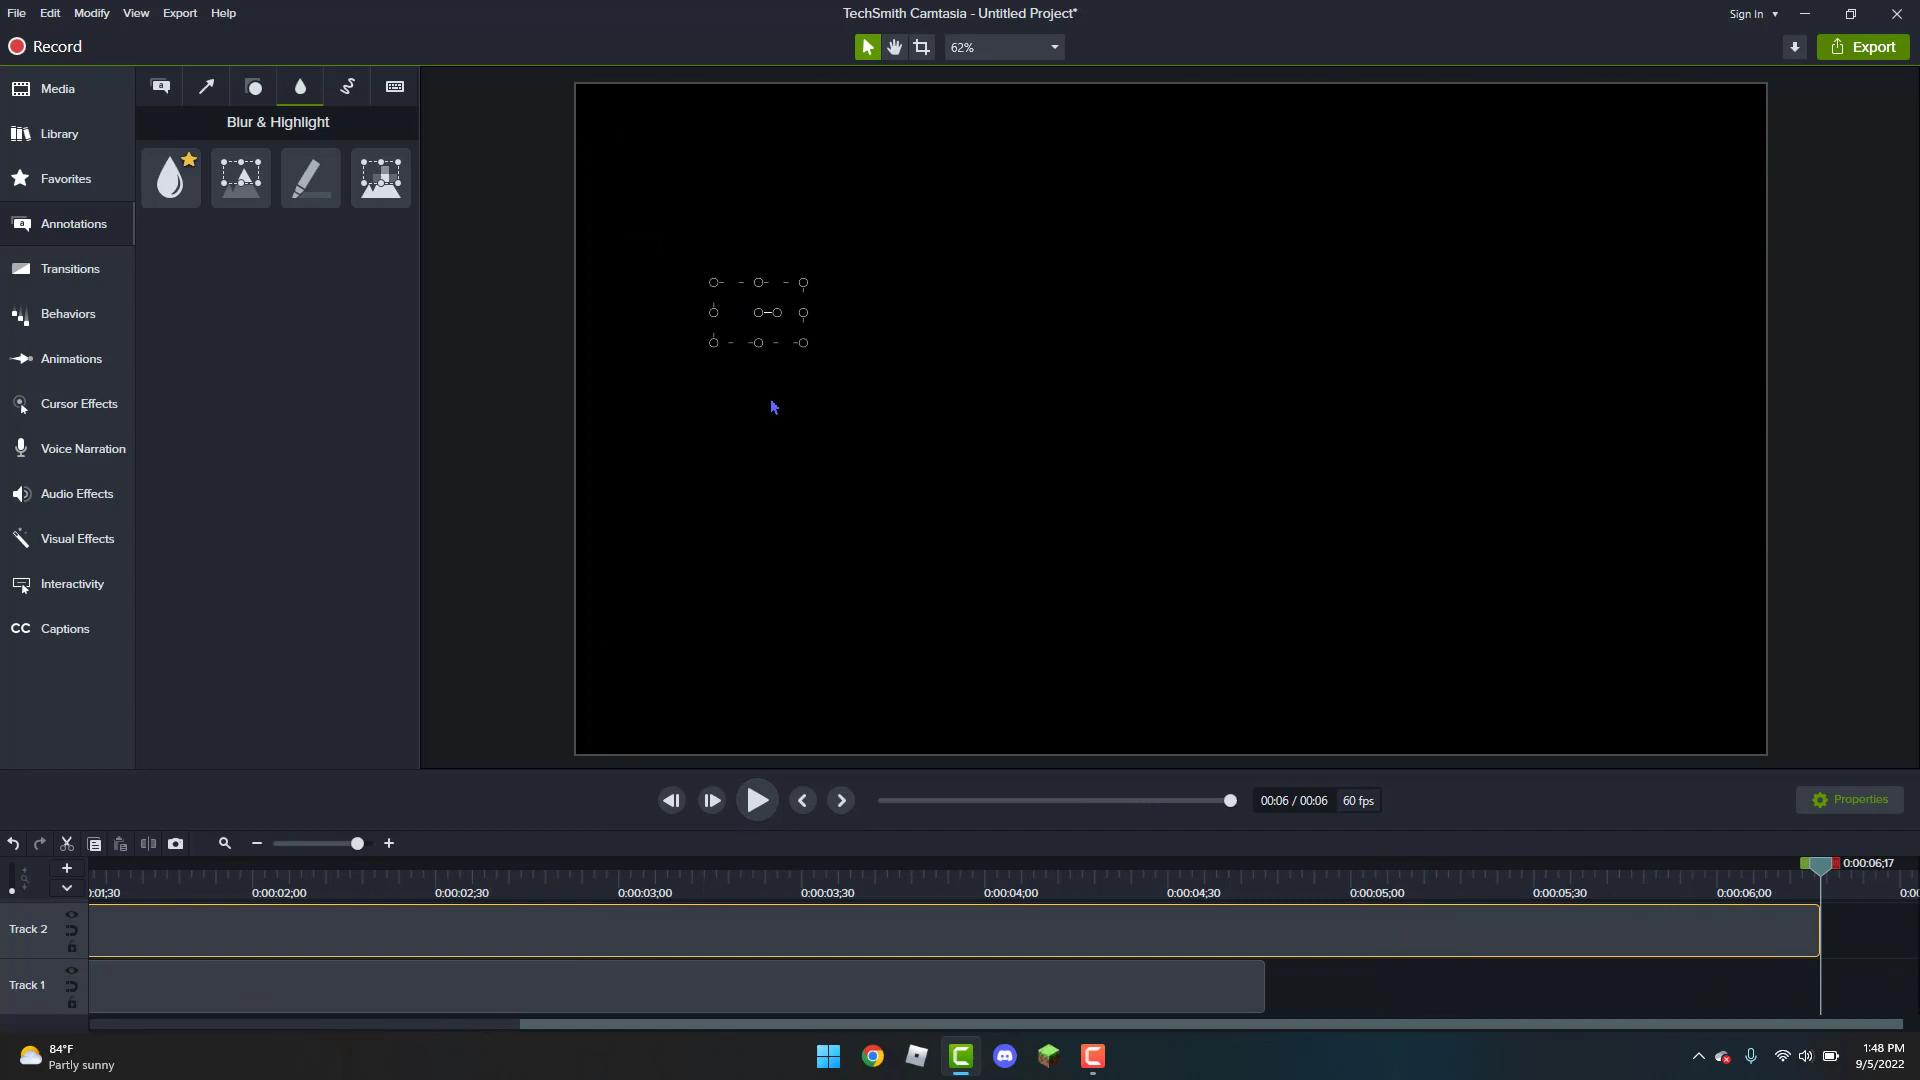 File Edit Modify View Export Help
TechSmith Camtasia - Untitled Project*
Sign In
Record
62%
Export
Media
Library
Favorites
Annotations
Transitions
Behaviors
Animations
Cursor Effects
Voice Narration
Audio Effects
Visual Effects
Interactivity
CC Captions
a
Blur & Highlight
00:06 / 00:06 60 fps
Properties
0:00:06;17
0:00:02;00 0:00:02;30 0:00:03;00 0:00:03;30 0:00:04;00 0:00:04;30 0:00:05;00 0:00:05;30 0:00:06;00
Track 2
Track 1
84°F
Partly sunny
1:48 PM
9/5/2022